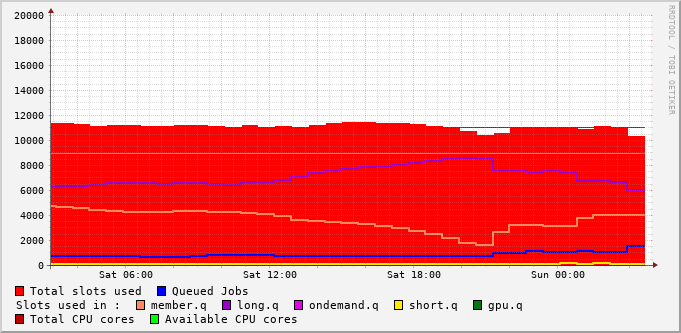 RRDTOOL / TOBI OETIKER
20000
18000
16000
14000
12000
10000
8000
6000
4000
2000
0
Sat 06:00 Sat 12:00 Sat 18:00 Sun 00:00
Total slots used Queued Jobs
Slots used in : member.q long.q ondemand.q short.q gpu.q
Total CPU cores Available CPU cores